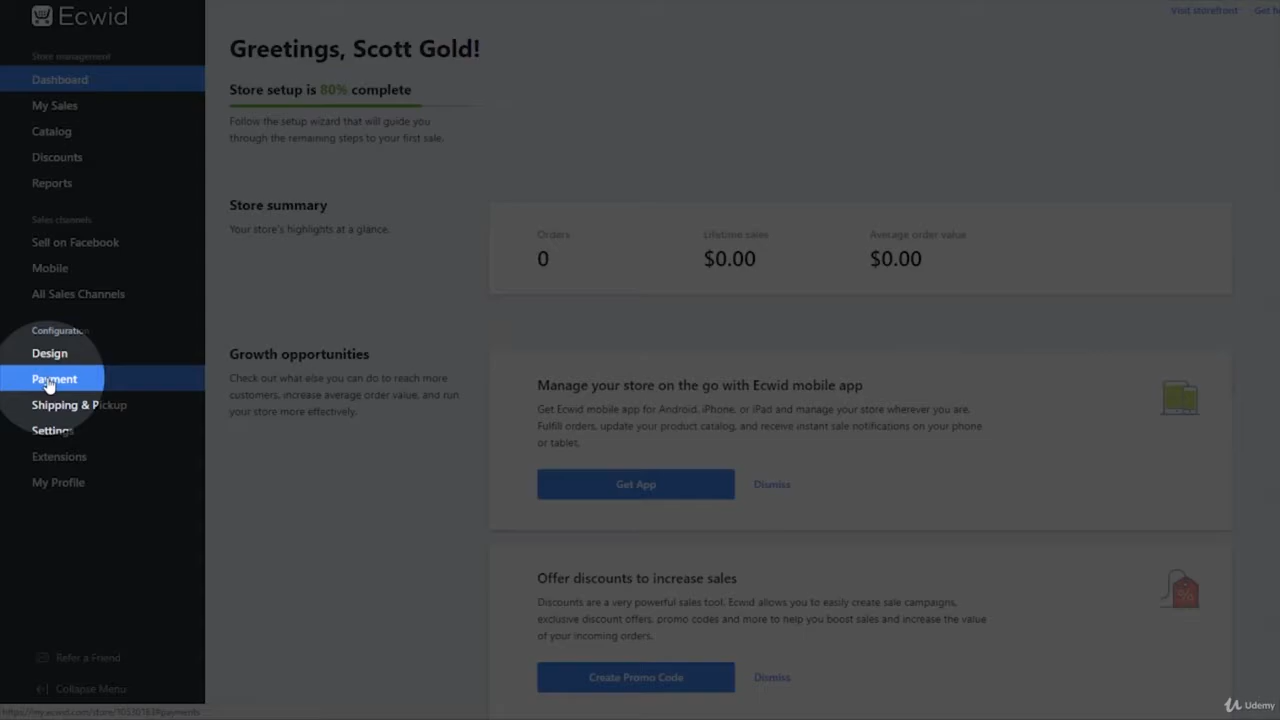 Ecwid
Visit storefront
Get
Store management
Dashboard
My Sales
Catalog
Discounts
Reports
Sales channels
Sell on Facebook
Mobile
All Sales Channels
Configuration
Design
Payment
Shipping & Pickup
Settings
Extensions
My Profile
Refer a Friend
Collapse Menu
Greetings, Scott Gold!
Store setup is 80% complete
Follow the setup wizard that will guide you
through the remaining steps to your first sale.
Store summary
Your store's highlights at a glance.
Orders
0
Lifetime sales
$0.00
Average order value
$0.00
Growth opportunities
Check out what else you can do to reach more
customers, increase average order value, and run
your store more effectively.
Manage your store on the go with Ecwid mobile app
Get Ecwid mobile app for Android, iPhone, or iPad and manage your store wherever you are.
Fulfill orders, update your product catalog, and receive instant sale notifications on your phone
or tablet.
Get App
Dismiss
Offer discounts to increase sales
Discounts are a very powerful sales tool. Ecwid allows you to easily create sale campaigns,
exclusive discount offers, promo codes and more to help you boost sales and increase the value
of your incoming orders.
Create Promo Code
Dismiss
Udemy